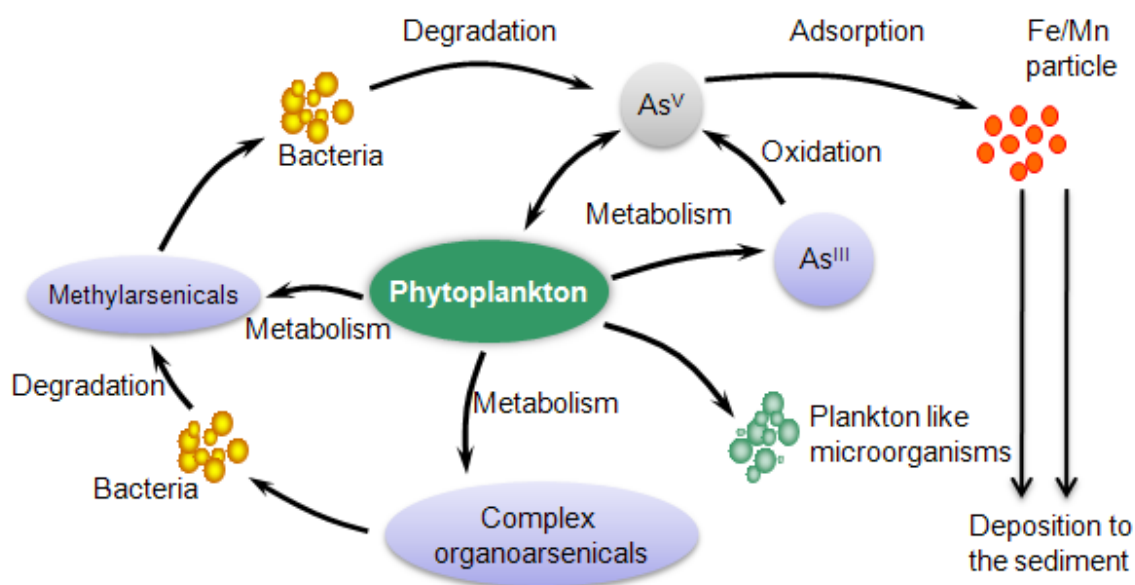 Degradation
Adsorption
Fe/Mn
particle
As^V
Bacteria
Oxidation
Metabolism
As^III
Phytoplankton
Methylarsenicals
Metabolism
Degradation
Metabolism
Plankton like
microorganisms
Bacteria
Complex
organoarsenicals
Deposition to
the sediment